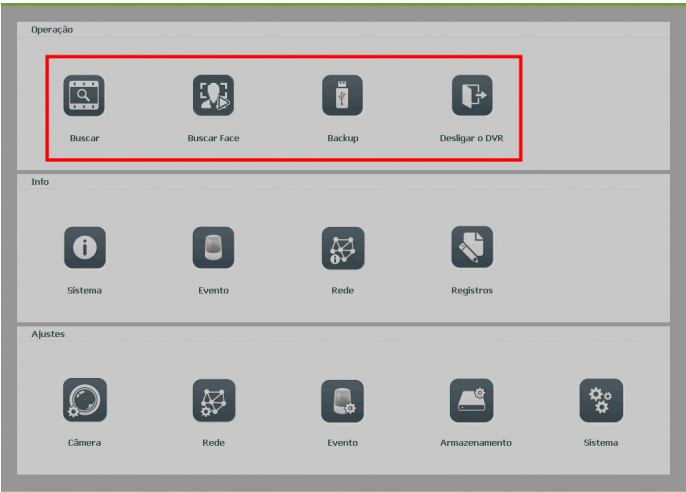 Operação
Buscar Buscar Face Backup Desligar o DVR
Info
Sistema Evento Rede Registros
Ajustes
Câmera Rede Evento Armazenamento Sistema